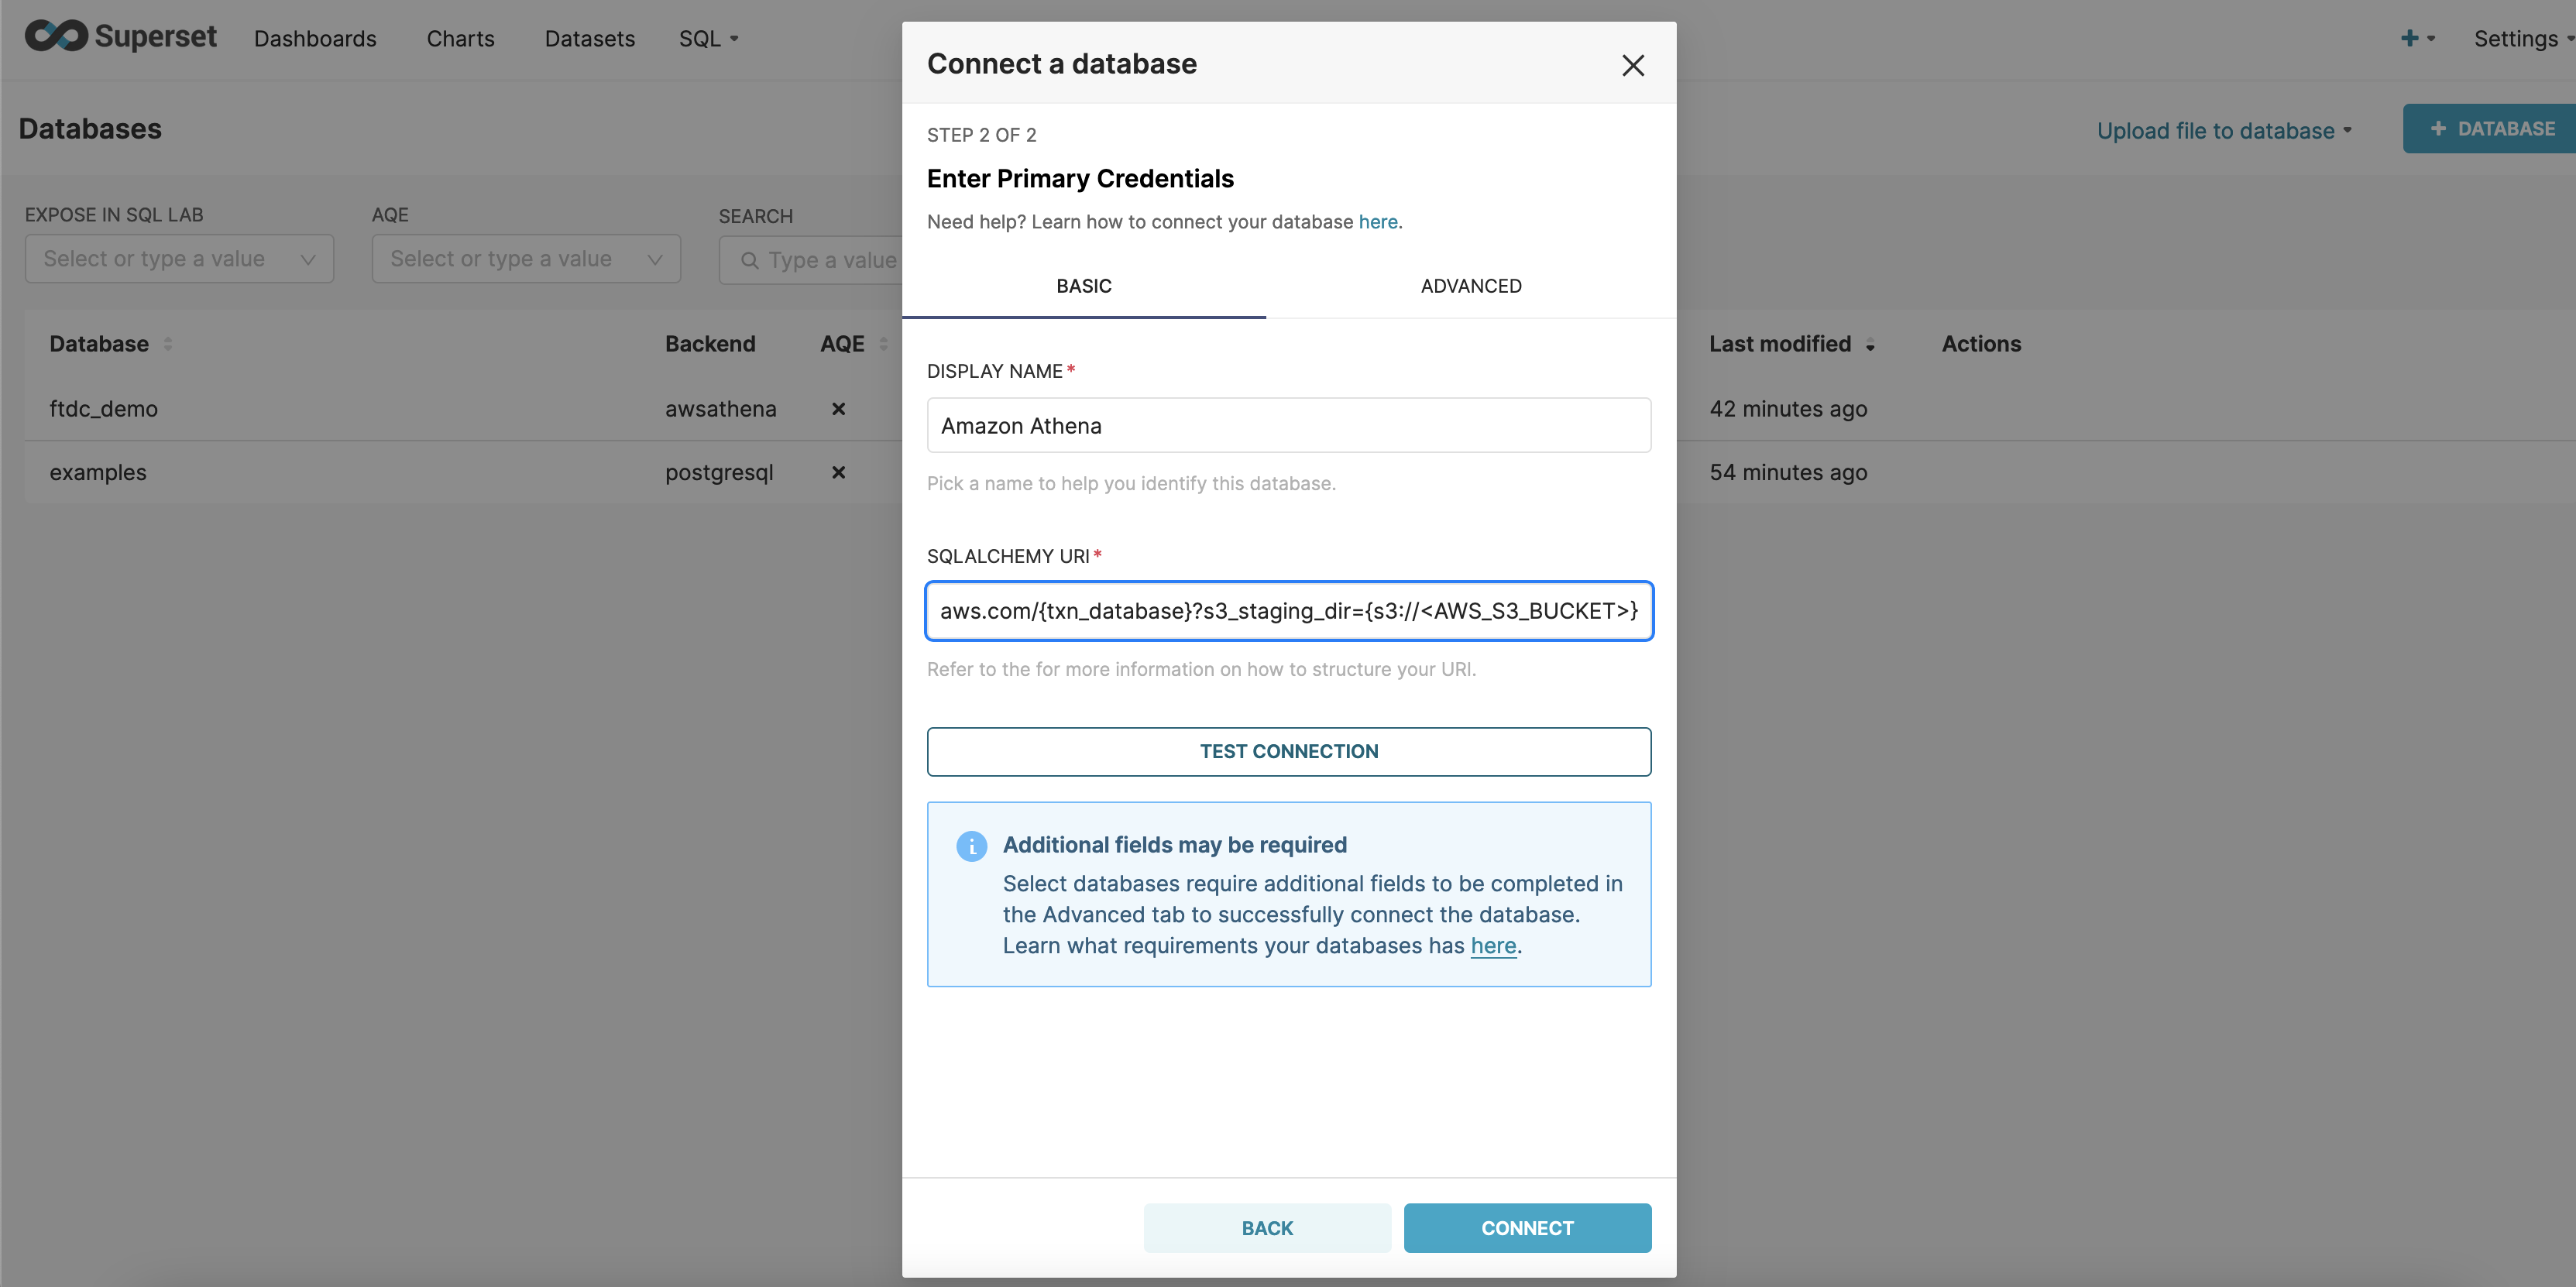 Superset Dashboards Charts Datasets SQL Settings
Databases
Upload file to database + DATABASE
EXPOSE IN SQL LAB AQE SEARCH
Select or type a value Select or type a value Type a value
Database Backend AQE Last modified Actions
ftdc_demo awsathena 42 minutes ago
examples postgresql 54 minutes ago
Connect a database
STEP 2 OF 2
Enter Primary Credentials
Need help? Learn how to connect your database here.
BASIC ADVANCED
DISPLAY NAME*
Amazon Athena
Pick a name to help you identify this database.
SQLALCHEMY URI*
aws.com/{txn_database}?s3_staging_dir={s3://<AWS_S3_BUCKET>}
Refer to the for more information on how to structure your URI.
TEST CONNECTION
Additional fields may be required
Select databases require additional fields to be completed in
the Advanced tab to successfully connect the database.
Learn what requirements your databases has here.
BACK CONNECT